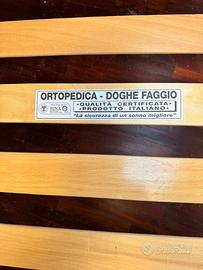 ORTOPEDICA - DOGHE FAGGIO
•QUALITÀ CERTIFICATA•
•PRODOTTO ITALIANO•
"La sicurezza di un sonno migliore"